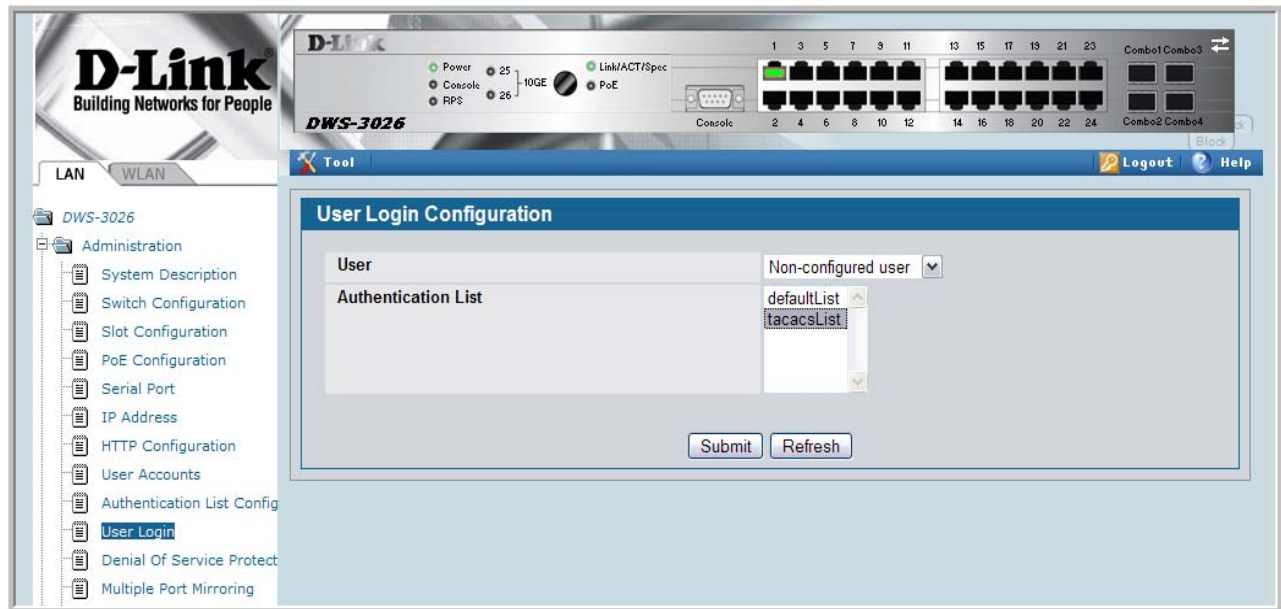 D-Link
Building Networks for People
D-Link
Power
Console
RPS
25
26
10GE
Link/ACT/Spec
PoE
DWS-3026
Console
1 3 5 7 9 11 13 15 17 19 21 23 Combo1 Combo3
2 4 6 8 10 12 14 16 18 20 22 24 Combo2 Combo4
Block
LAN WLAN
Tool Logout Help
DWS-3026
Administration
System Description
Switch Configuration
Slot Configuration
PoE Configuration
Serial Port
IP Address
HTTP Configuration
User Accounts
Authentication List Config
User Login
Denial Of Service Protect
Multiple Port Mirroring
User Login Configuration
User Non-configured user
Authentication List
defaultList
tacacsList
Submit Refresh